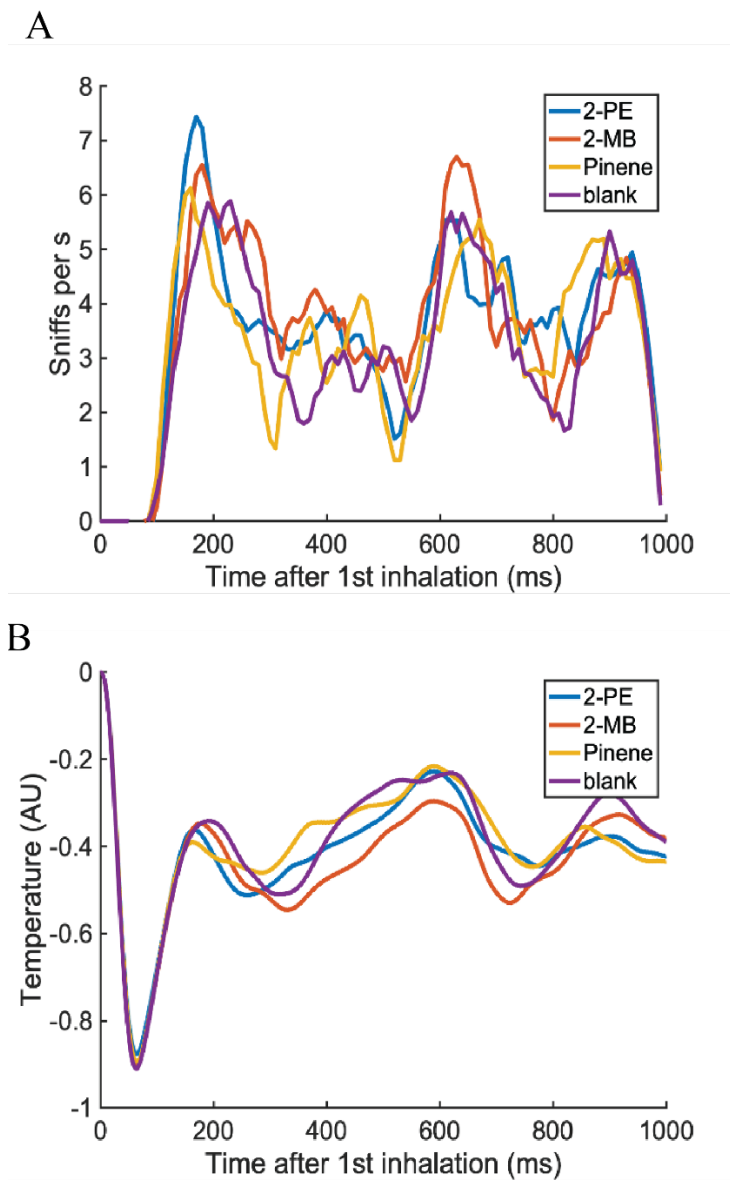 A
8
7
6
5
4
3
2
1
0
Sniffs per s
2-PE
2-MB
Pinene
blank
0 200 400 600 800 1000
Time after 1st inhalation (ms)
B
0
-0.2
-0.4
-0.6
-0.8
-1
Temperature (AU)
2-PE
2-MB
Pinene
blank
0 200 400 600 800 1000
Time after 1st inhalation (ms)